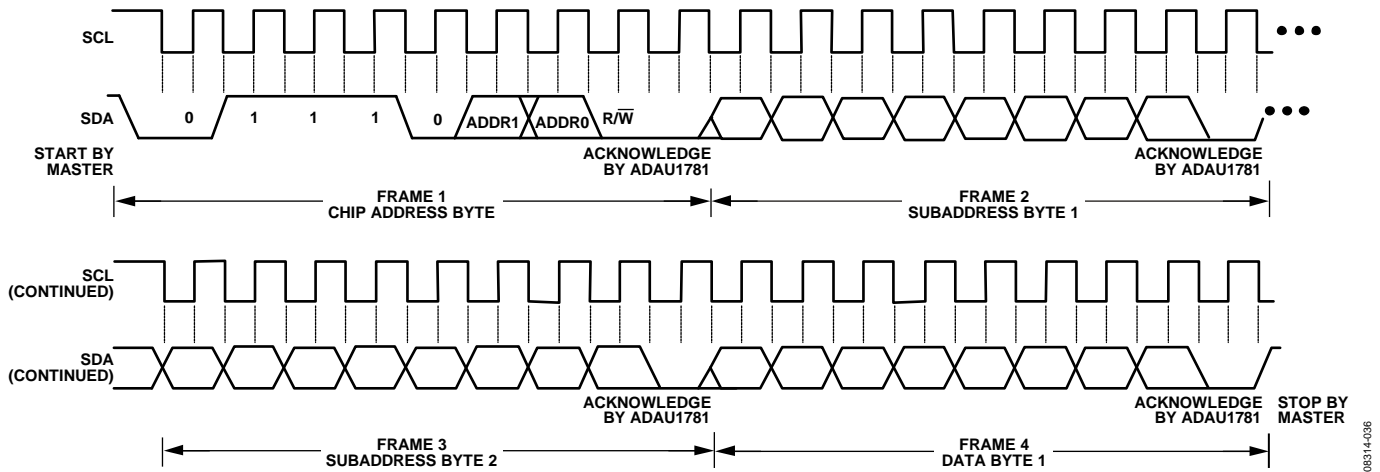 SCL
SDA
0 1 1 1 0 ADDR1 ADDR0 R/W̅
START BY
MASTER
ACKNOWLEDGE
BY ADAU1781
ACKNOWLEDGE
BY ADAU1781
FRAME 1
CHIP ADDRESS BYTE
FRAME 2
SUBADDRESS BYTE 1
SCL
(CONTINUED)
SDA
(CONTINUED)
ACKNOWLEDGE
BY ADAU1781
ACKNOWLEDGE
BY ADAU1781
STOP BY
MASTER
FRAME 3
SUBADDRESS BYTE 2
FRAME 4
DATA BYTE 1
08314-036